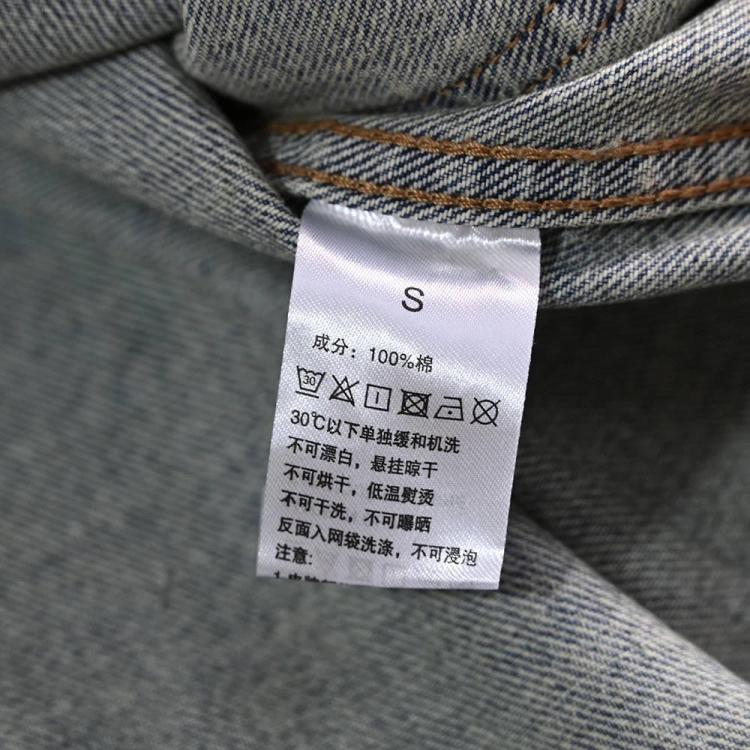 S
成分：100%棉
30
30℃以下单独缓和机洗
不可漂白，悬挂晾干
不可烘干，低温熨烫
不可干洗，不可曝晒
反面入网袋洗涤，不可浸泡
注意: